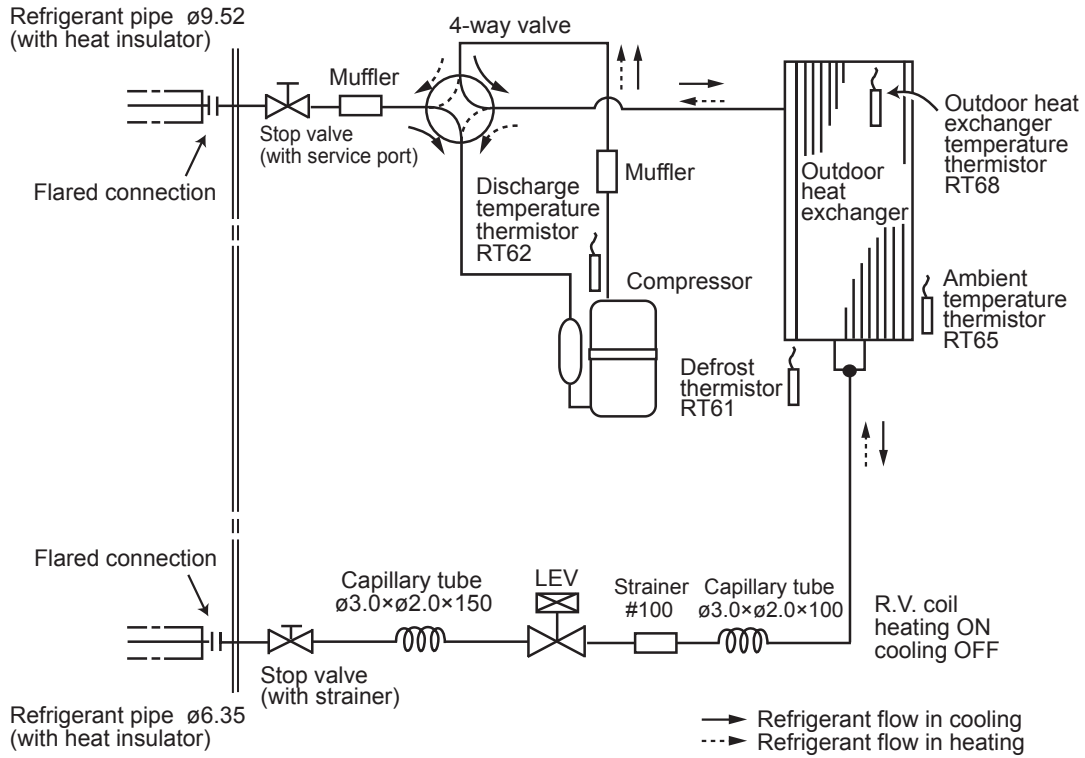 Refrigerant pipe ø9.52
(with heat insulator)
4-way valve
Muffler
Stop valve
(with service port)
Flared connection
Muffler
Discharge
temperature
thermistor
RT62
Compressor
Outdoor
heat
exchanger
Outdoor heat
exchanger
temperature
thermistor
RT68
Ambient
temperature
thermistor
RT65
Defrost
thermistor
RT61
Flared connection
Capillary tube
ø3.0×ø2.0×150
LEV
Strainer
#100
Capillary tube
ø3.0×ø2.0×100
R.V. coil
heating ON
cooling OFF
Stop valve
(with strainer)
Refrigerant pipe ø6.35
(with heat insulator)
Refrigerant flow in cooling
Refrigerant flow in heating